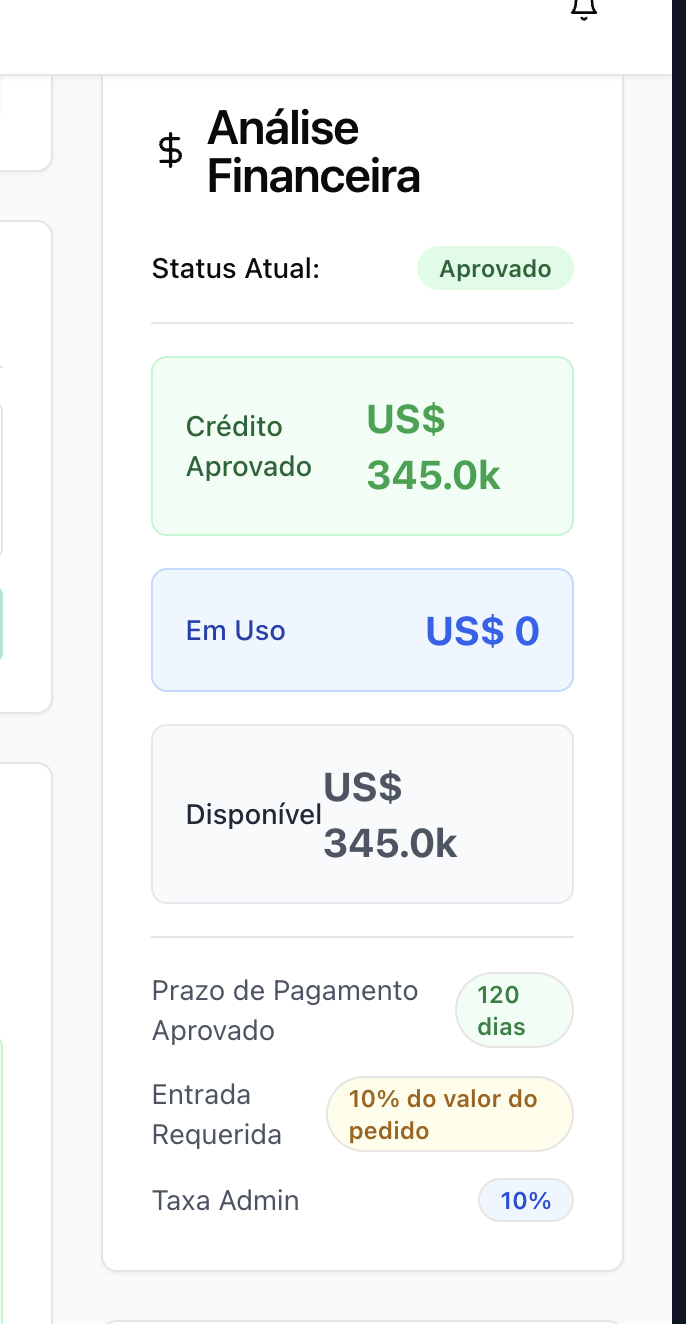 $ Análise
Financeira
Status Atual:
Aprovado
Crédito
Aprovado
US$
345.0k
Em Uso
US$ 0
Disponível
US$
345.0k
Prazo de Pagamento
Aprovado
120
dias
Entrada
Requerida
10% do valor do
pedido
Taxa Admin
10%